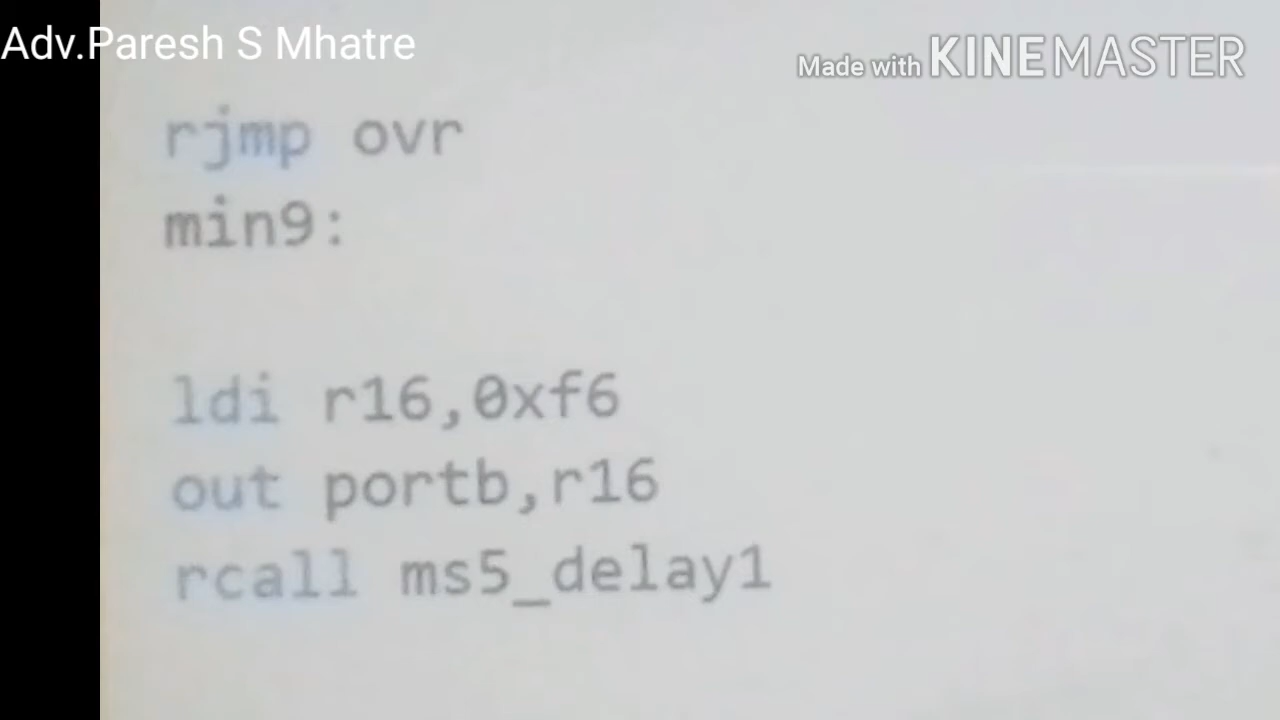 Adv.Paresh S Mhatre
Made with KINEMASTER
rjmp ovr
min9:
ldi r16,0xf6
out portb,r16
rcall ms5_delay1